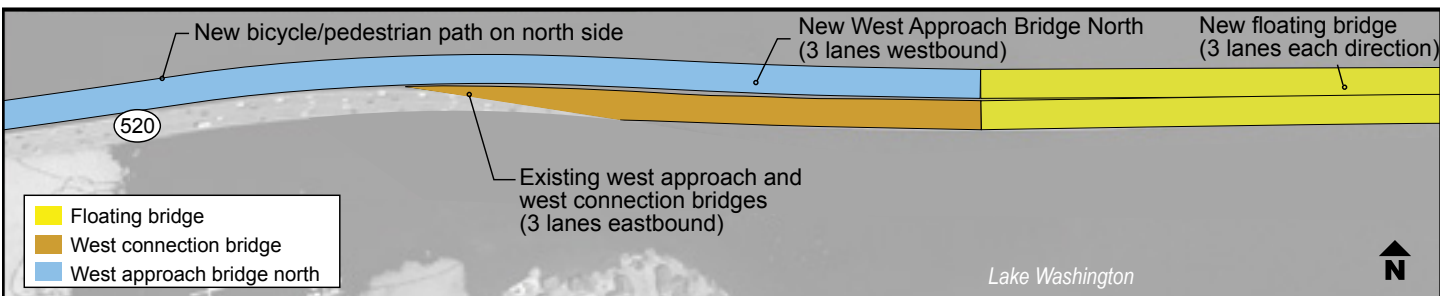 New bicycle/pedestrian path on north side
New West Approach Bridge North
(3 lanes westbound)
New floating bridge
(3 lanes each direction)
520
Existing west approach and
west connection bridges
(3 lanes eastbound)
Floating bridge
West connection bridge
West approach bridge north
Lake Washington
N